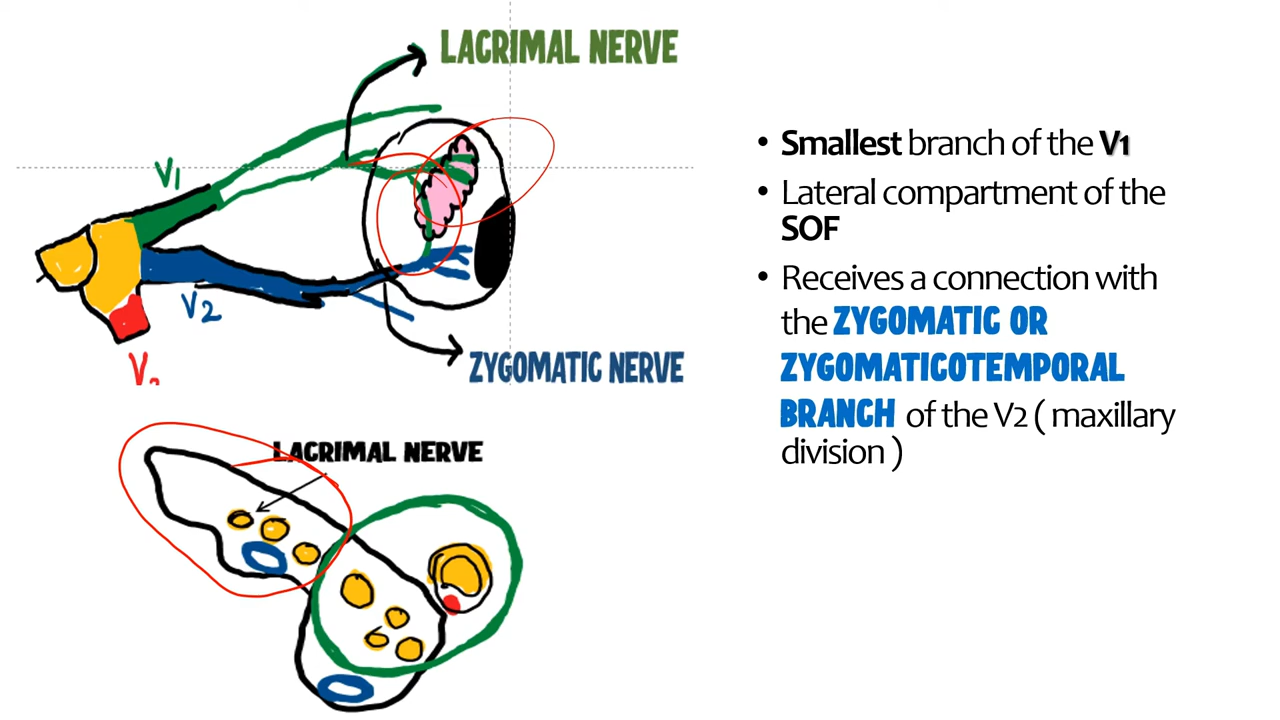 LACRIMAL NERVE
V1
V2
V3
ZYGOMATIC NERVE
LACRIMAL NERVE
• Smallest branch of the V1
• Lateral compartment of the
SOF
• Receives a connection with
the ZYGOMATIC OR
ZYGOMATICOTEMPORAL
BRANCH of the V2 ( maxillary
division )